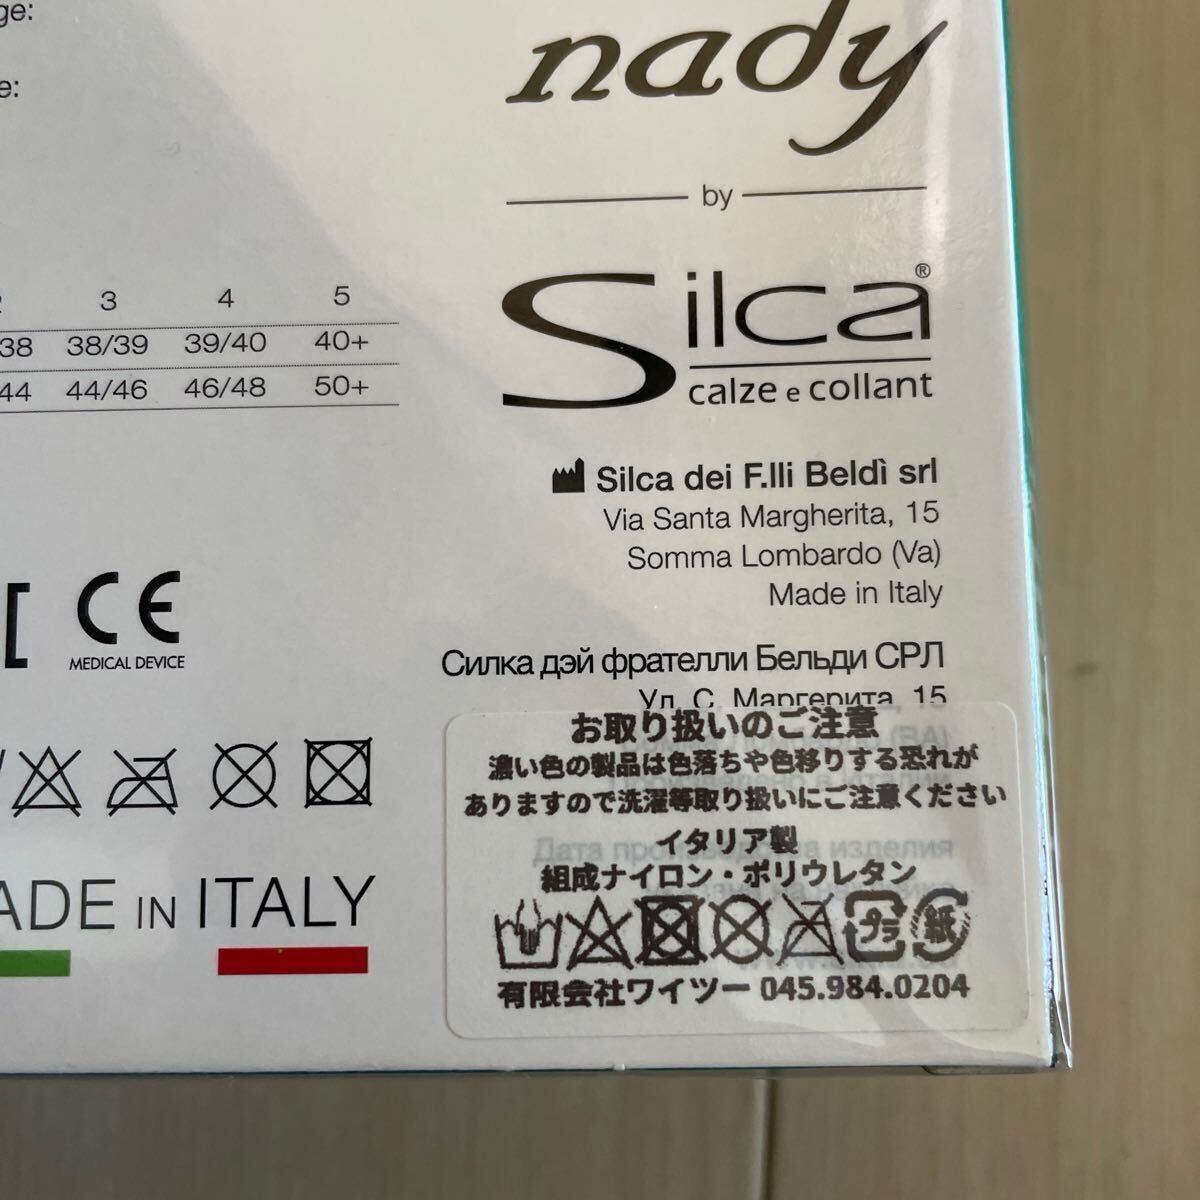 ge:
e:
nady
by
Silca®
calze e collant
3 4 5
38 38/39 39/40 40+
44 44/46 46/48 50+
Silca dei F.lli Beldì srl
Via Santa Margherita, 15
Somma Lombardo (Va)
Made in Italy
CE
MEDICAL DEVICE
Силка дэй фрателли Бельди СРЛ
Ул. С. Маргерита, 15
ADE IN ITALY
お取り扱いのご注意
濃い色の製品は色落ちや色移りする恐れが
ありますので洗濯等取り扱いにご注意ください
イタリア製
組成ナイロン・ポリウレタン
プラ 紙
有限会社ワイツー 045.984.0204